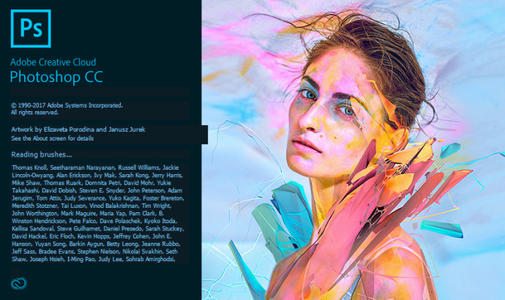 Ps
Adobe Creative Cloud
Photoshop CC
© 1990-2017 Adobe Systems Incorporated.
All rights reserved.
Artwork by Elizaveta Porodina and Janusz Jurek
See the About screen for details
Reading brushes...
Thomas Knoll, Seetharaman Narayanan, Russell Williams, Jackie
Lincoln-Owyang, Alan Erickson, Ivy Mak, Sarah Kong, Jerry Harris,
Mike Shaw, Thomas Ruark, Domnita Petri, David Mohr, Yukie
Takahashi, David Dobish, Steven E. Snyder, John Peterson, Adam
Jerugim, Tom Attix, Judy Severance, Yuko Kagita, Foster Brereton,
Meredith Stotzner, Tai Luxon, Vinod Balakrishnan, Tim Wright,
John Worthington, Mark Maguire, Maria Yap, Pam Clark, B.
Winston Hendrickson, Pete Falco, Dave Polaschek, Kyoko Itoda,
Kellisa Sandoval, Steve Guilhamet, Daniel Presedo, Sarah Stuckey,
David Hackel, Eric Floch, Kevin Hopps, Jeffrey Cohen, John E.
Hanson, Yuyan Song, Barkin Aygun, Betty Leong, Jeanne Rubbo,
Jeff Sass, Bradee Evans, Stephen Nielson, Nikolai Svakhin, Seth
Shaw, Joseph Hsieh, I-Ming Pao, Judy Lee, Sohrab Amirghodsi,